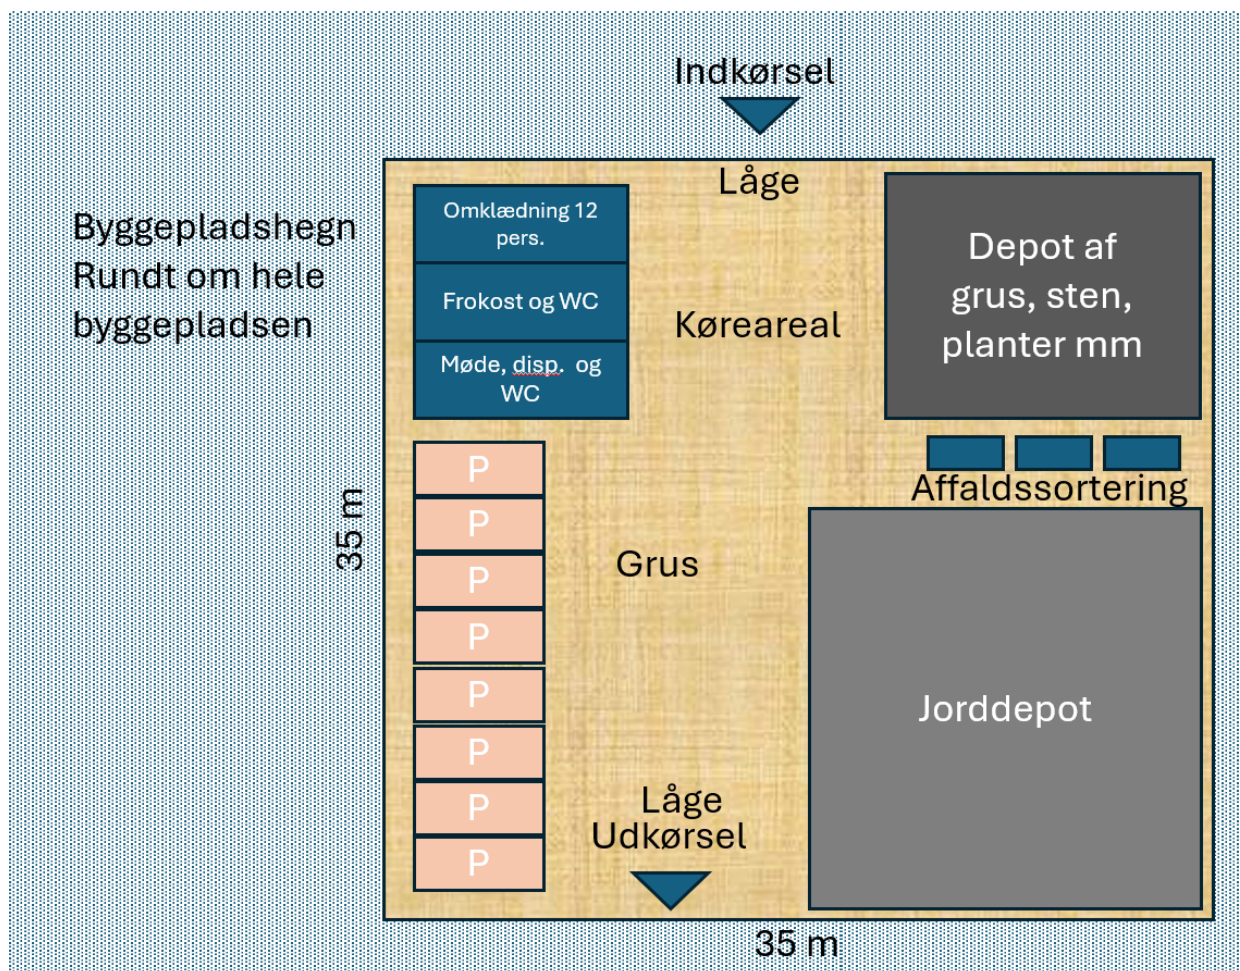 Indkørsel
Låge
Byggepladshegn
Rundt om hele
byggepladsen
Omklædning 12
pers.
Frokost og WC
Møde, disp. og
WC
Køreareal
Depot af
grus, sten,
planter mm
Affaldssortering
P
P
P
P
P
P
P
P
35 m
Grus
Jorddepot
Låge
Udkørsel
35 m